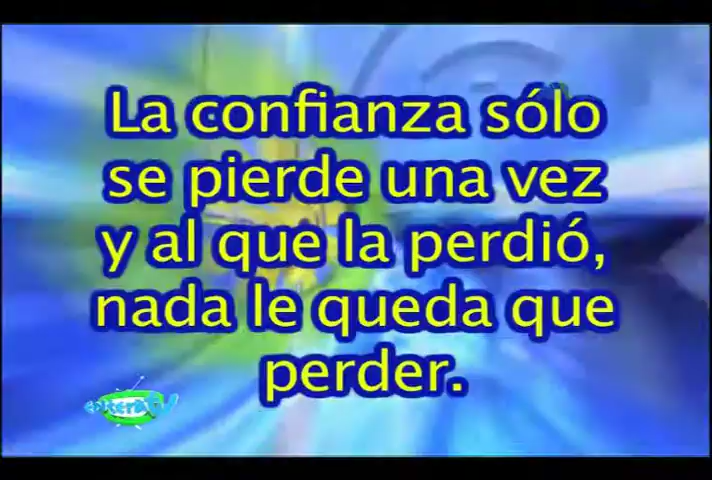 La confianza sólo
se pierde una vez
y al que la perdió,
nada le queda que
perder.